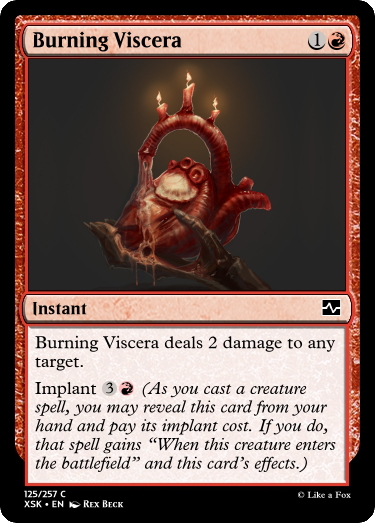 Burning Viscera 1
Instant
Burning Viscera deals 2 damage to any
target.
Implant 3 (As you cast a creature
spell, you may reveal this card from your
hand and pay its implant cost. If you do,
that spell gains “When this creature enters
the battlefield” and this card’s effects.)
125/257 C
XSK • EN Rex Beck
© Like a Fox